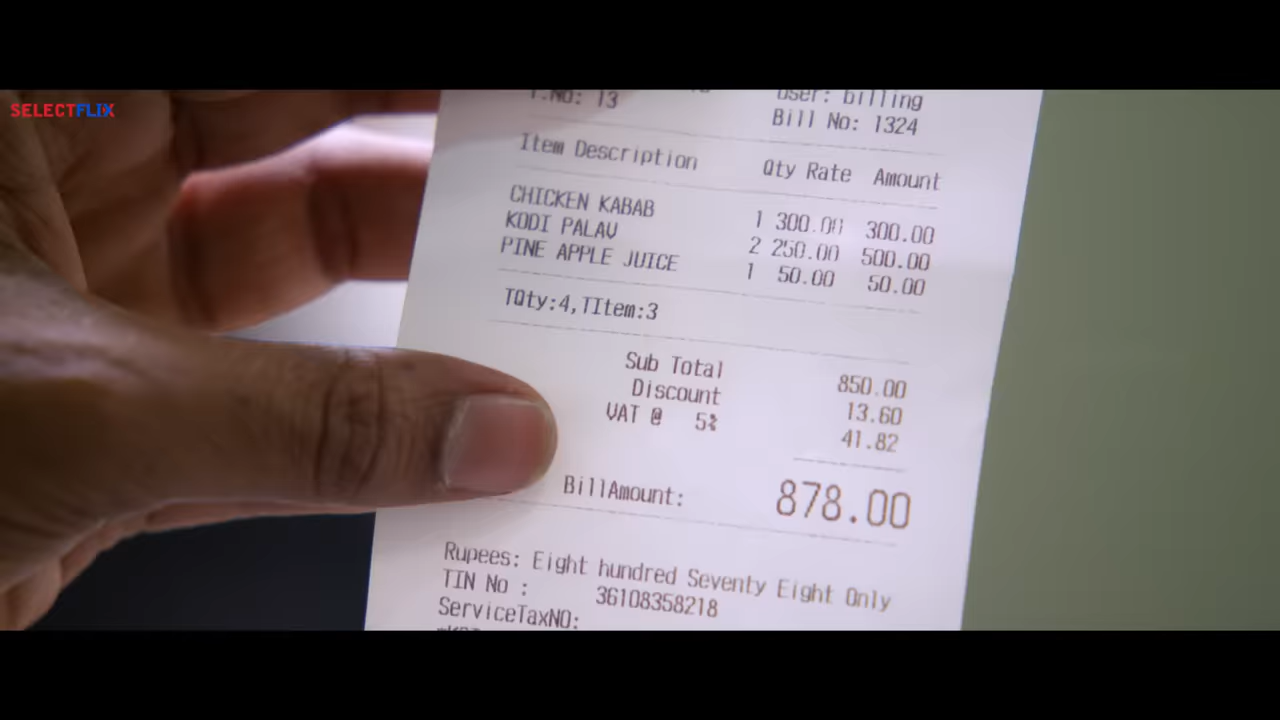 SELECTFLIX
T.No: 13
User: billing
Bill No: 1324
Item Description Qty Rate Amount
CHICKEN KABAB 1 300.00 300.00
KODI PALAV 2 250.00 500.00
PINE APPLE JUICE 1 50.00 50.00
TQty:4,TItem:3
Sub Total 850.00
Discount 13.60
VAT @ 5% 41.82
BillAmount: 878.00
Rupees: Eight hundred Seventy Eight Only
TIN No : 36108358218
ServiceTaxNO: